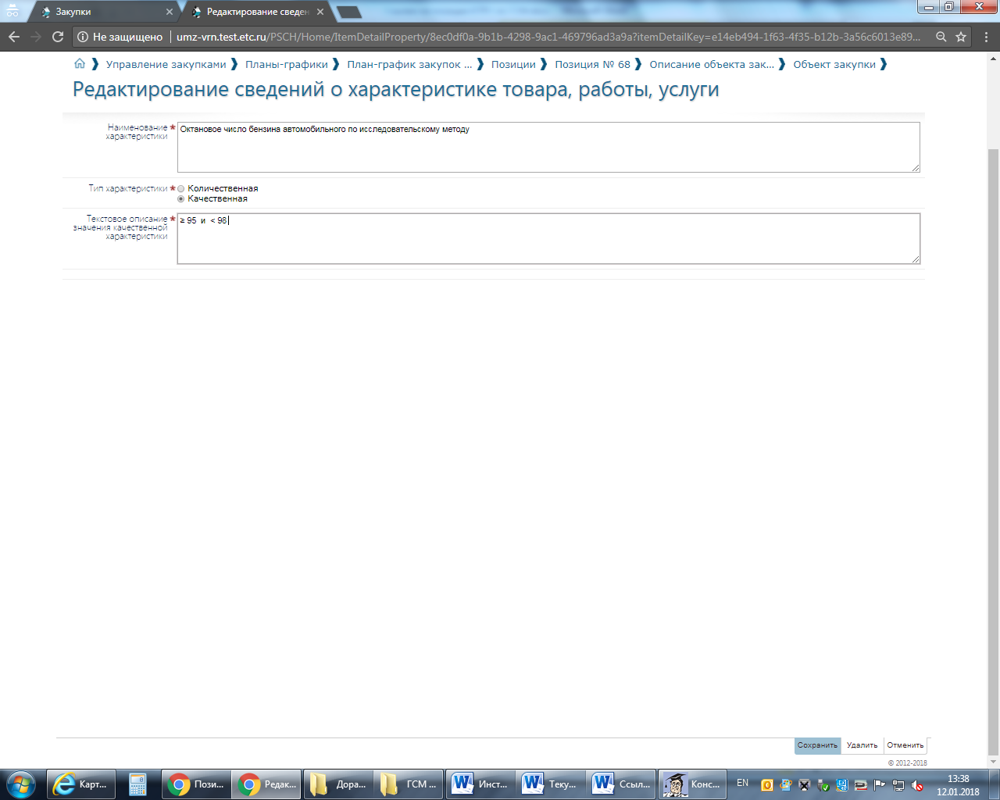 Закупки
Редактирование сведен
Не защищено | umz-vrn.test.etc.ru/PSCH/Home/ItemDetailProperty/8ec0df0a-9b1b-4298-9ac1-469796ad3a9a?itemDetailKey=e14eb494-1f63-4f35-b12b-3a56c6013e89...
Управление закупками ❱ Планы-графики ❱ План-график закупок ... ❱ Позиции ❱ Позиция № 68 ❱ Описание объекта зак... ❱ Объект закупки ❱
Редактирование сведений о характеристике товара, работы, услуги
Наименование * Октановое число бензина автомобильного по исследовательскому методу
характеристики
Тип характеристики * Количественная
Качественная
Текстовое описание * ≥ 95 и < 98
значения качественной
характеристики
Сохранить Удалить Отменить
© 2012-2018
Карт... Пози... Редак... Дора... ГСМ ... Инст... Теку... Ссыл... Конс... EN 13:38
12.01.2018